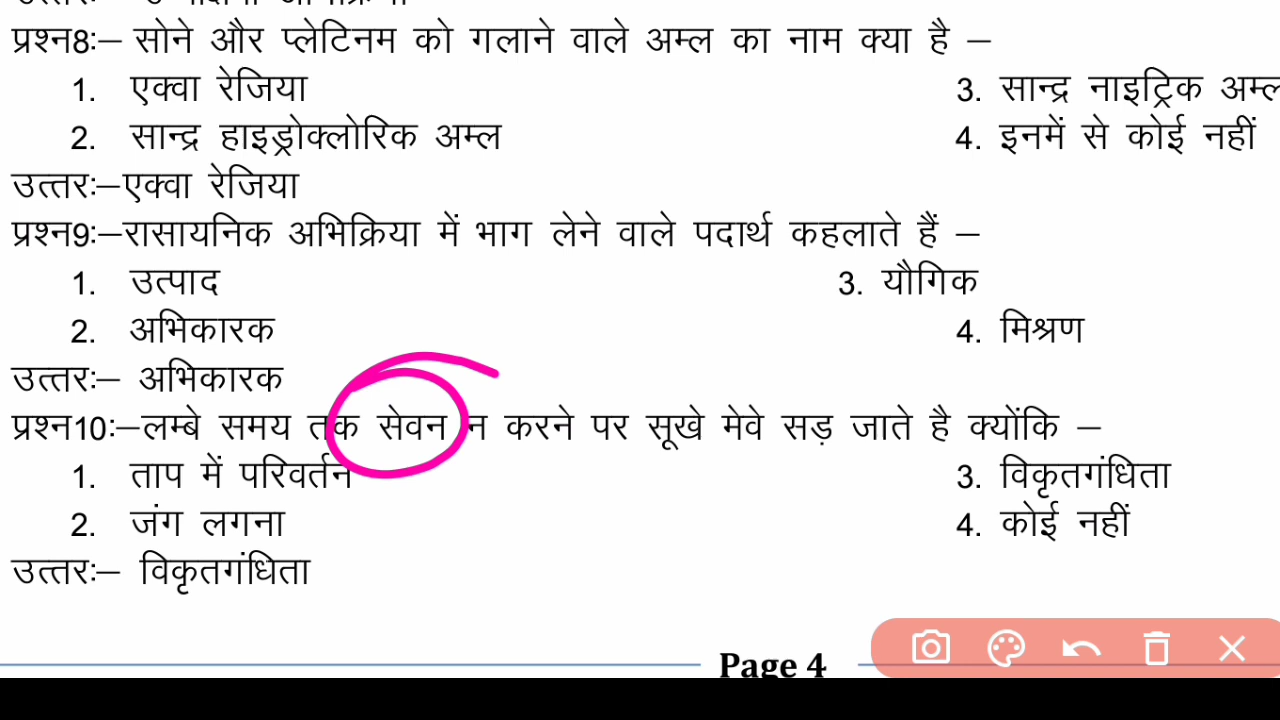 प्रश्न8:– सोने और प्लेटिनम को गलाने वाले अम्ल का नाम क्या है –
1. एक्वा रेजिया 3. सान्द्र नाइट्रिक अम्ल
2. सान्द्र हाइड्रोक्लोरिक अम्ल 4. इनमें से कोई नहीं
उत्तर:–एक्वा रेजिया
प्रश्न9:–रासायनिक अभिक्रिया में भाग लेने वाले पदार्थ कहलाते हैं –
1. उत्पाद 3. यौगिक
2. अभिकारक 4. मिश्रण
उत्तर:– अभिकारक
प्रश्न10:–लम्बे समय तक सेवन न करने पर सूखे मेवे सड़ जाते है क्योंकि –
1. ताप में परिवर्तन 3. विकृतगंधिता
2. जंग लगना 4. कोई नहीं
उत्तर:– विकृतगंधिता
Page 4